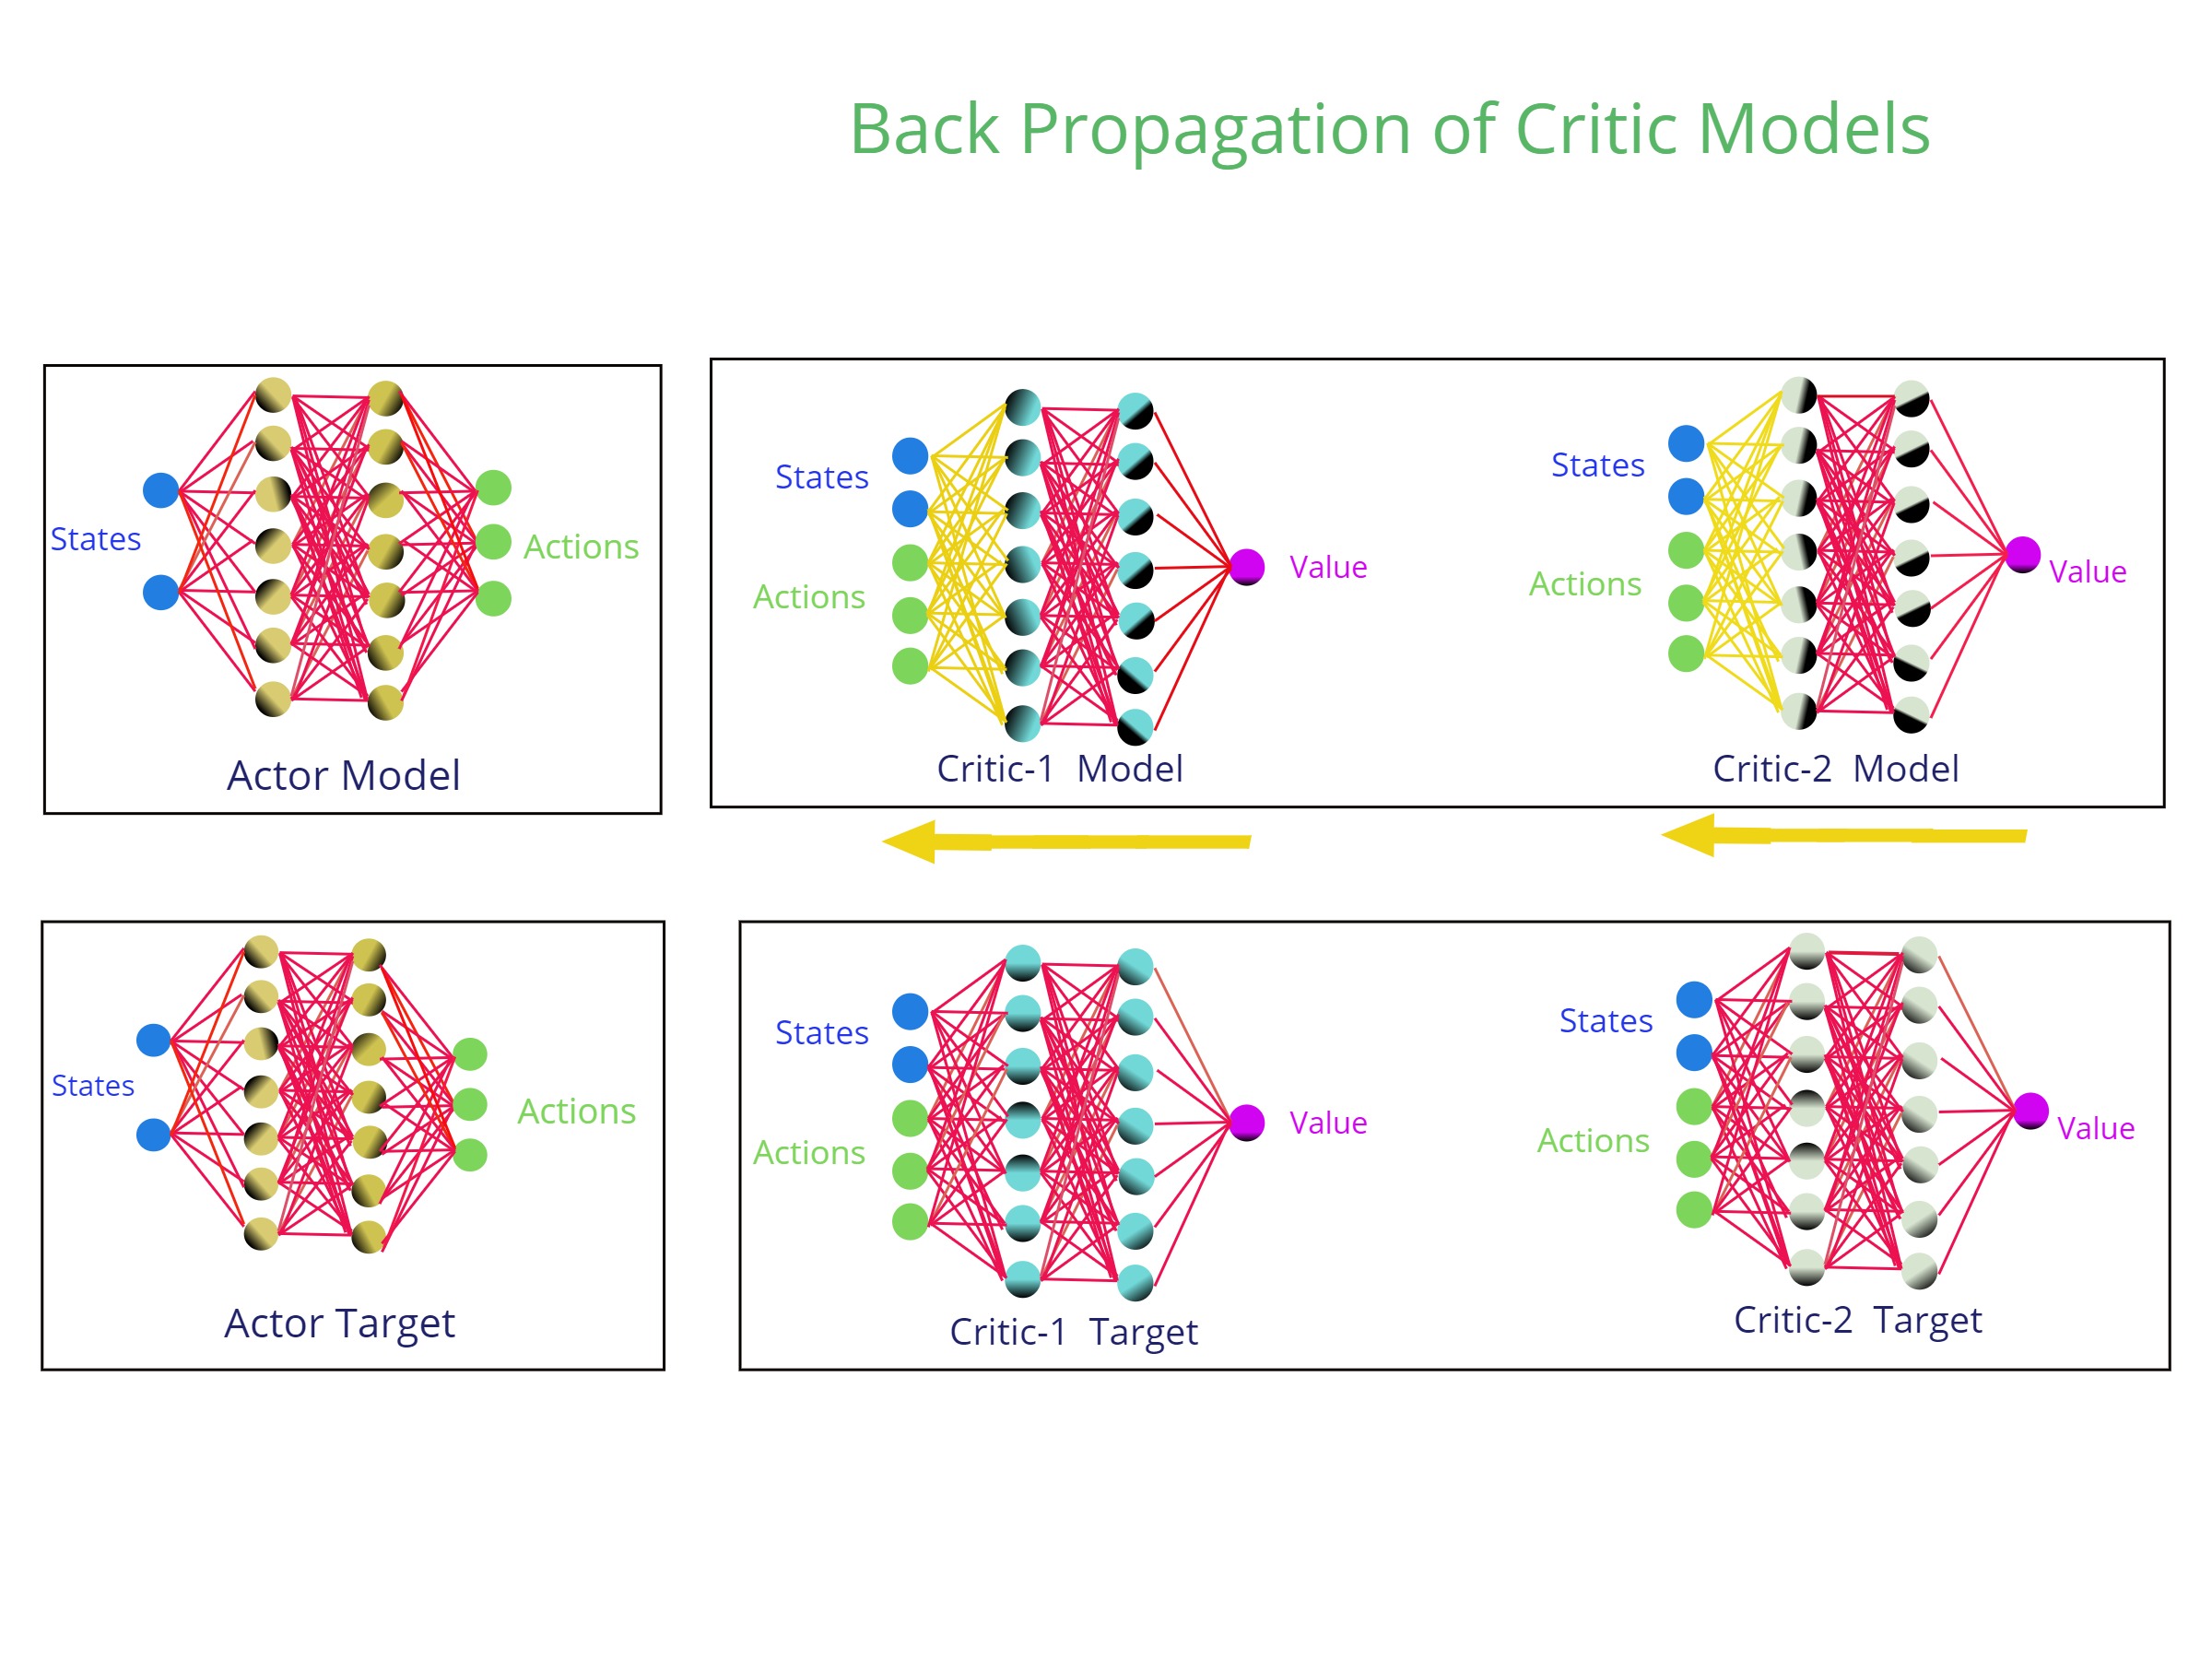 Back Propagation of Critic Models
States
Actions
Actor Model
States
Actions
Value
Critic-1 Model
States
Actions
Value
Critic-2 Model
States
Actions
Actor Target
States
Actions
Value
Critic-1 Target
States
Actions
Value
Critic-2 Target